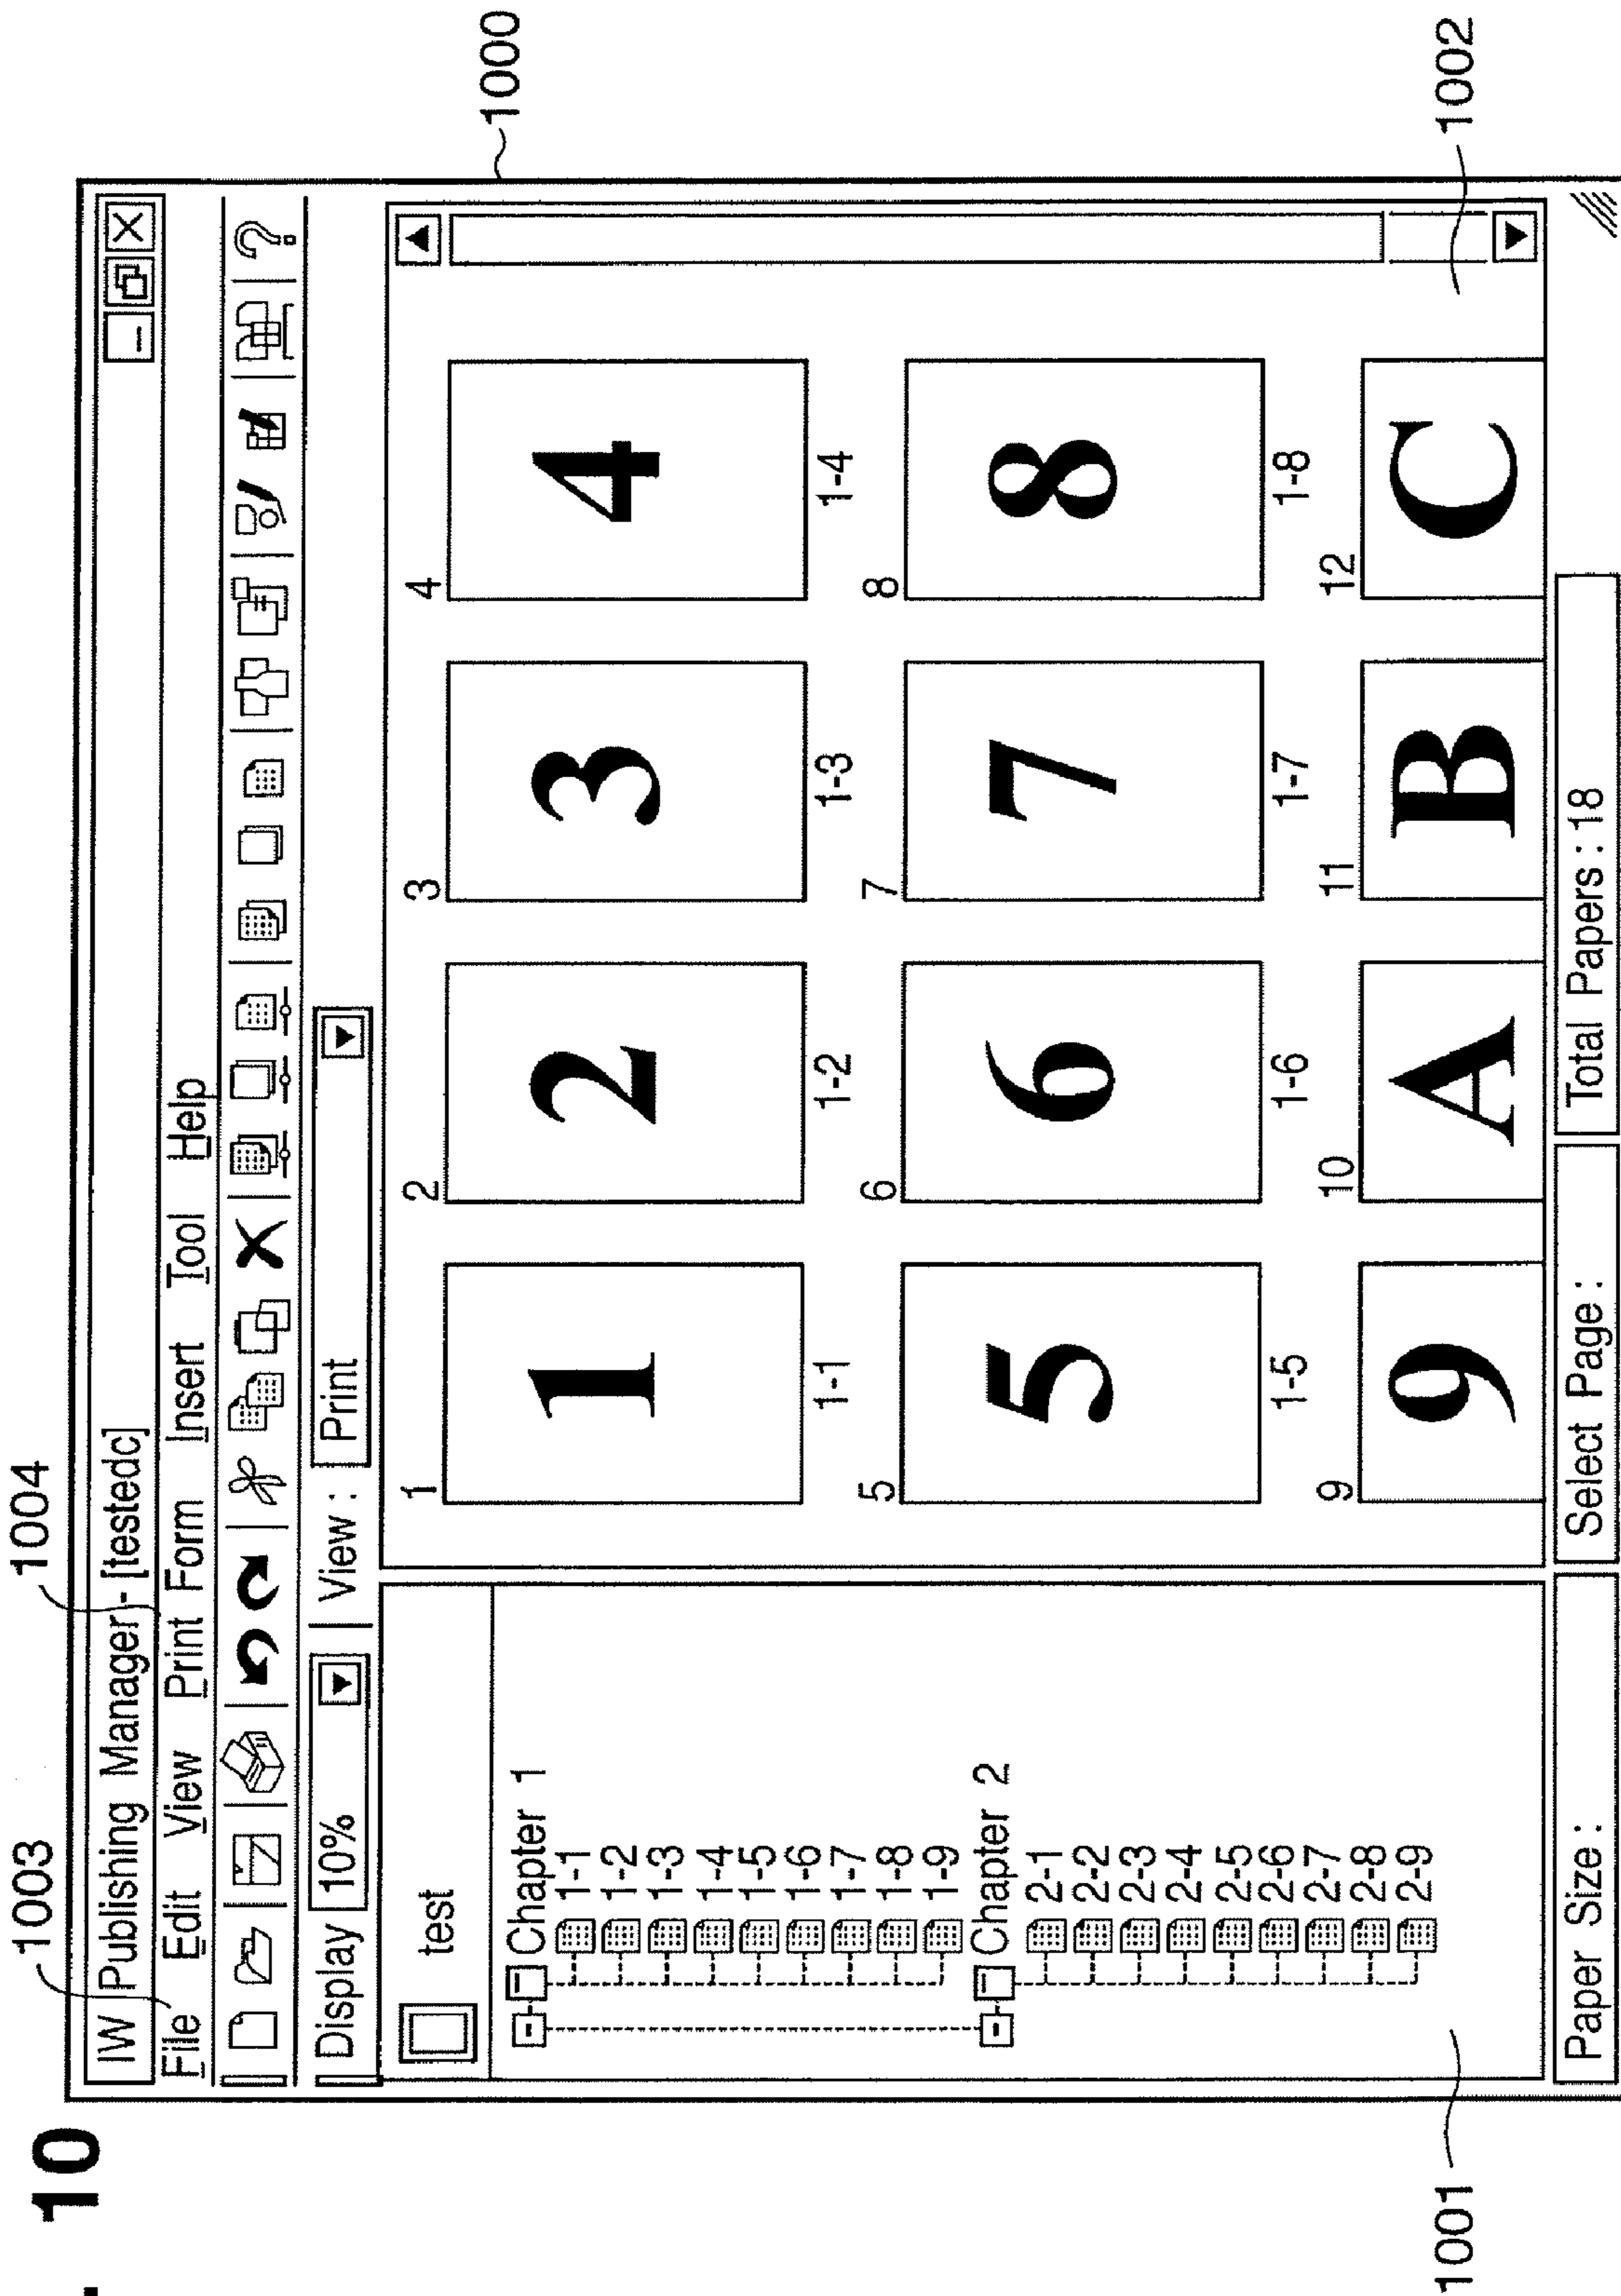 . 10
1003
1004
IW Publishing Manager - [testedc]
File Edit View Print Form Insert Tool Help
Display 10% View : Print
1000
test
Chapter 1
1-1
1-2
1-3
1-4
1-5
1-6
1-7
1-8
1-9
Chapter 2
2-1
2-2
2-3
2-4
2-5
2-6
2-7
2-8
2-9
1 2 3 4
1 2 3 4
1-1 1-2 1-3 1-4
5 6 7 8
5 6 7 8
1-5 1-6 1-7 1-8
9 10 11 12
9 A B C
Paper Size : Select Page : Total Papers : 18
1001
1002